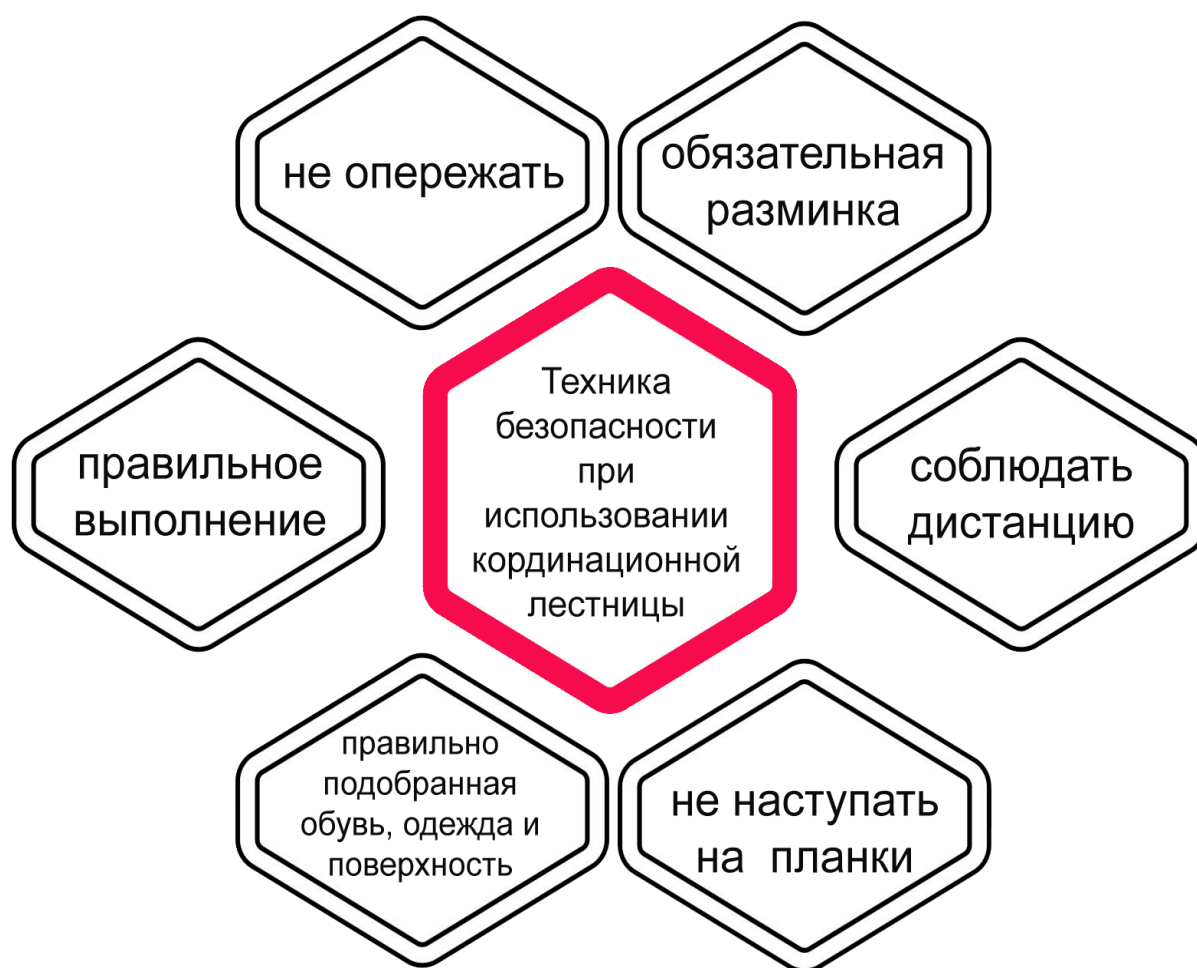 не опережать
обязательная
разминка
Техника
безопасности
при
использовании
кординационной
лестницы
правильное
выполнение
соблюдать
дистанцию
правильно
подобранная
обувь, одежда и
поверхность
не наступать
на планки